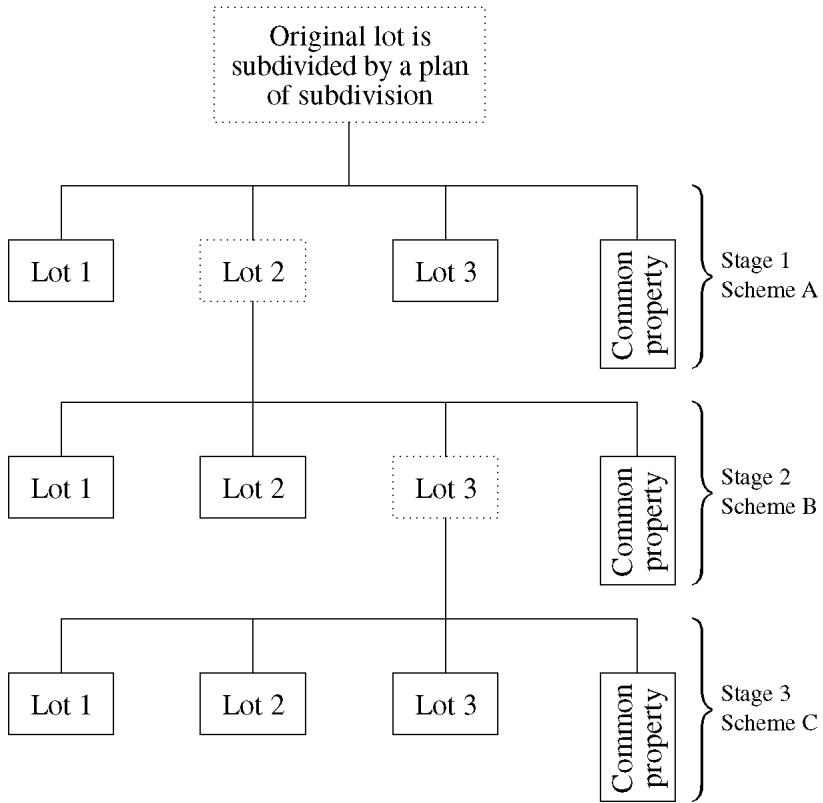 Original lot is
subdivided by a plan
of subdivision
Lot 1
Lot 2
Lot 3
Common
property
Stage 1
Scheme A
Lot 1
Lot 2
Lot 3
Common
property
Stage 2
Scheme B
Lot 1
Lot 2
Lot 3
Common
property
Stage 3
Scheme C